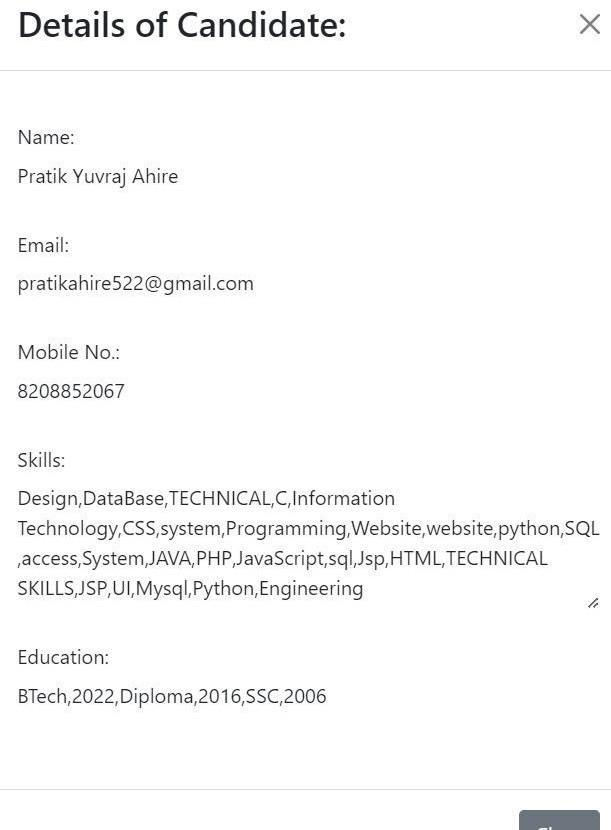 Details of Candidate:
Name:
Pratik Yuvraj Ahire
Email:
pratikahire522@gmail.com
Mobile No.:
8208852067
Skills:
Design,DataBase,TECHNICAL,C,Information
Technology,CSS,system,Programming,Website,website,python,SQL
,access,System,JAVA,PHP,JavaScript,sql,Jsp,HTML,TECHNICAL
SKILLS,JSP,UI,Mysql,Python,Engineering
Education:
BTech,2022,Diploma,2016,SSC,2006